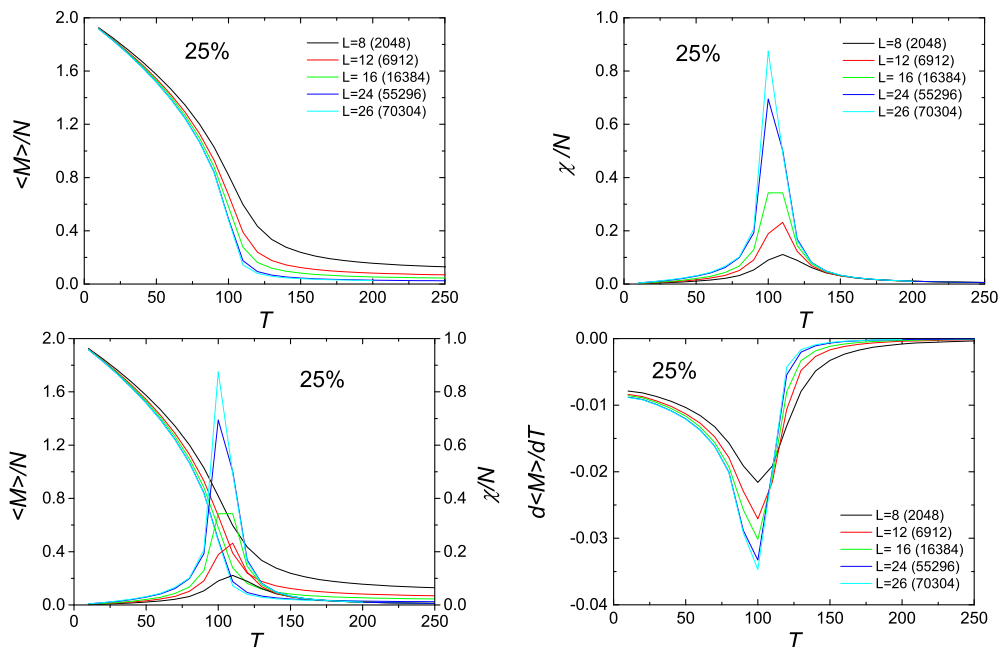 2.0
1.6
1.2
0.8
0.4
0.0
<M>/N
25%
L=8 (2048)
L=12 (6912)
L= 16 (16384)
L=24 (55296)
L=26 (70304)
0 50 100 150 200 250
T
1.0
0.8
0.6
0.4
0.2
0.0
χ/N
25%
L=8 (2048)
L=12 (6912)
L= 16 (16384)
L=24 (55296)
L=26 (70304)
0 50 100 150 200 250
T
2.0
1.6
1.2
0.8
0.4
0.0
<M>/N
25%
1.0
0.8
0.6
0.4
0.2
0.0
χ/N
0 50 100 150 200 250
T
0.00
-0.01
-0.02
-0.03
-0.04
d<M>/dT
25%
L=8 (2048)
L=12 (6912)
L= 16 (16384)
L=24 (55296)
L=26 (70304)
0 50 100 150 200 250
T